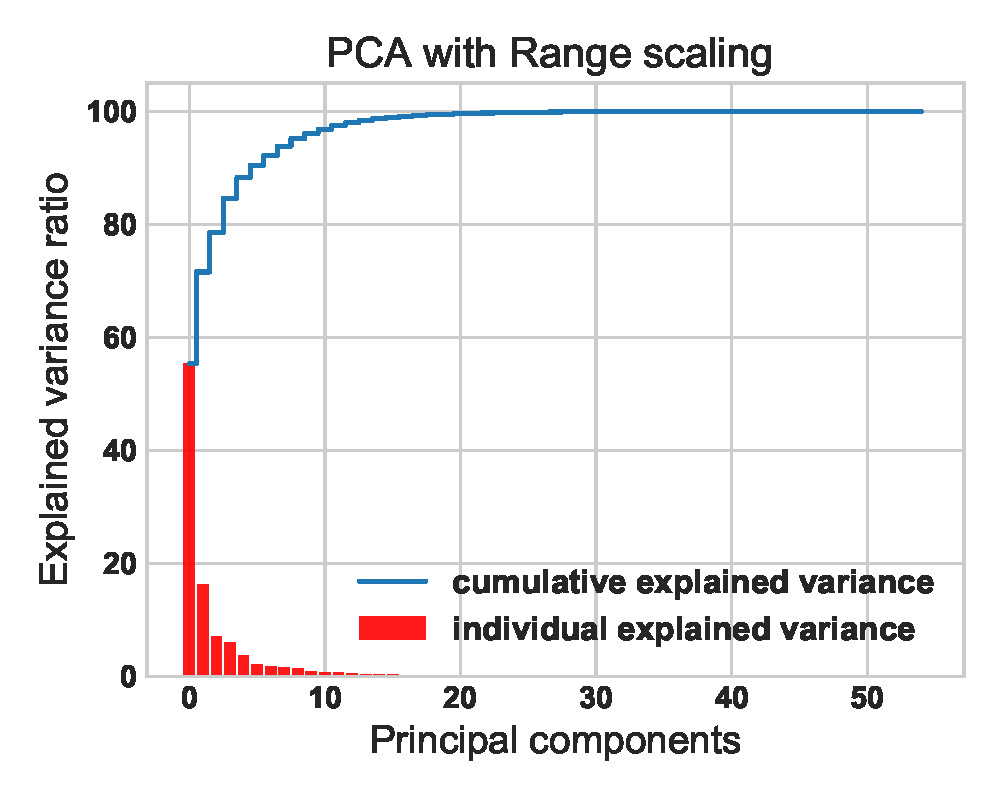 PCA with Range scaling
Explained variance ratio
100
80
60
40
20
0
cumulative explained variance
individual explained variance
0 10 20 30 40 50
Principal components